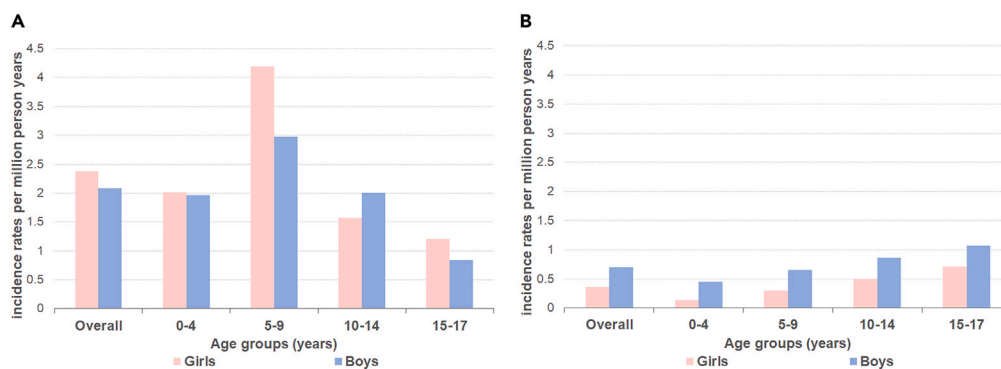 A
incidence rates per million person years
4.5
4
3.5
3
2.5
2
1.5
1
0.5
0
Overall 0-4 5-9 10-14 15-17
Age groups (years)
Girls Boys
B
incidence rates per million person years
4.5
4
3.5
3
2.5
2
1.5
1
0.5
0
Overall 0-4 5-9 10-14 15-17
Age groups (years)
Girls Boys